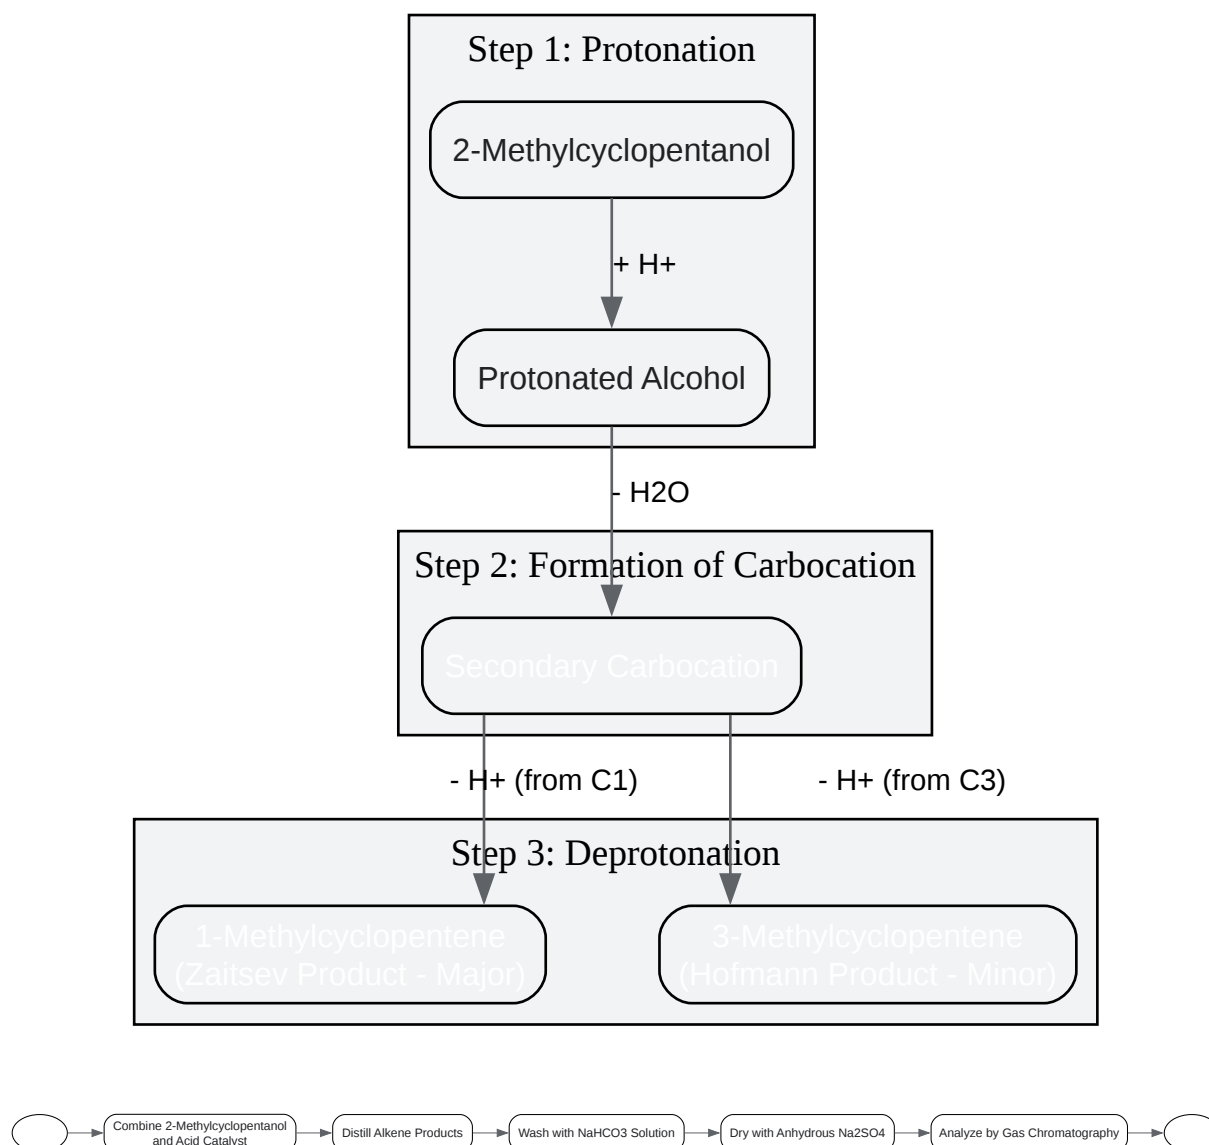 Step 1: Protonation
2-Methylcyclopentanol
+ H+
Protonated Alcohol
- H2O
Step 2: Formation of Carbocation
Secondary Carbocation
- H+ (from C1)
- H+ (from C3)
Step 3: Deprotonation
1-Methylcyclopentene
(Zaitsev Product - Major)
3-Methylcyclopentene
(Hofmann Product - Minor)
Combine 2-Methylcyclopentanol
and Acid Catalyst
Distill Alkene Products
Wash with NaHCO3 Solution
Dry with Anhydrous Na2SO4
Analyze by Gas Chromatography